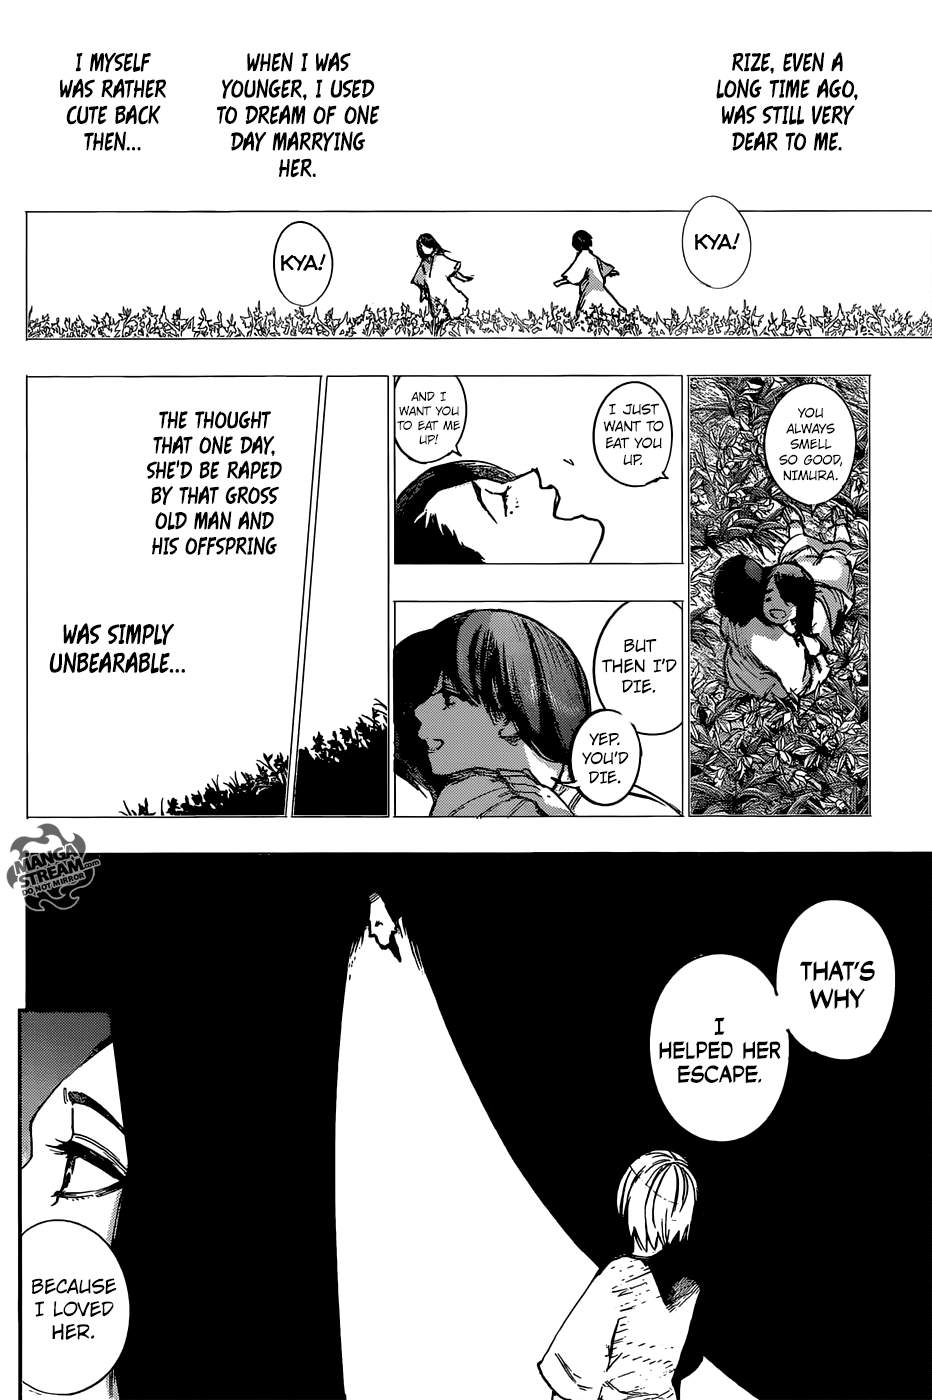 RIZE, EVEN A
LONG TIME AGO,
WAS STILL VERY
DEAR TO ME.
WHEN I WAS
YOUNGER, I USED
TO DREAM OF ONE
DAY MARRYING
HER.
I MYSELF
WAS RATHER
CUTE BACK
THEN...
KYA!
KYA!
YOU
ALWAYS
SMELL
SO GOOD,
NIMURA.
I JUST
WANT TO
EAT YOU
UP.
AND I
WANT YOU
TO EAT ME
UP!
BUT
THEN I'D
DIE.
YEP.
YOU'D
DIE.
THE THOUGHT
THAT ONE DAY,
SHE'D BE RAPED
BY THAT GROSS
OLD MAN AND
HIS OFFSPRING
WAS SIMPLY
UNBEARABLE...
MANGA
STREAM.com
DO NOT MIRROR
THAT'S
WHY
I
HELPED HER
ESCAPE.
BECAUSE
I LOVED
HER.